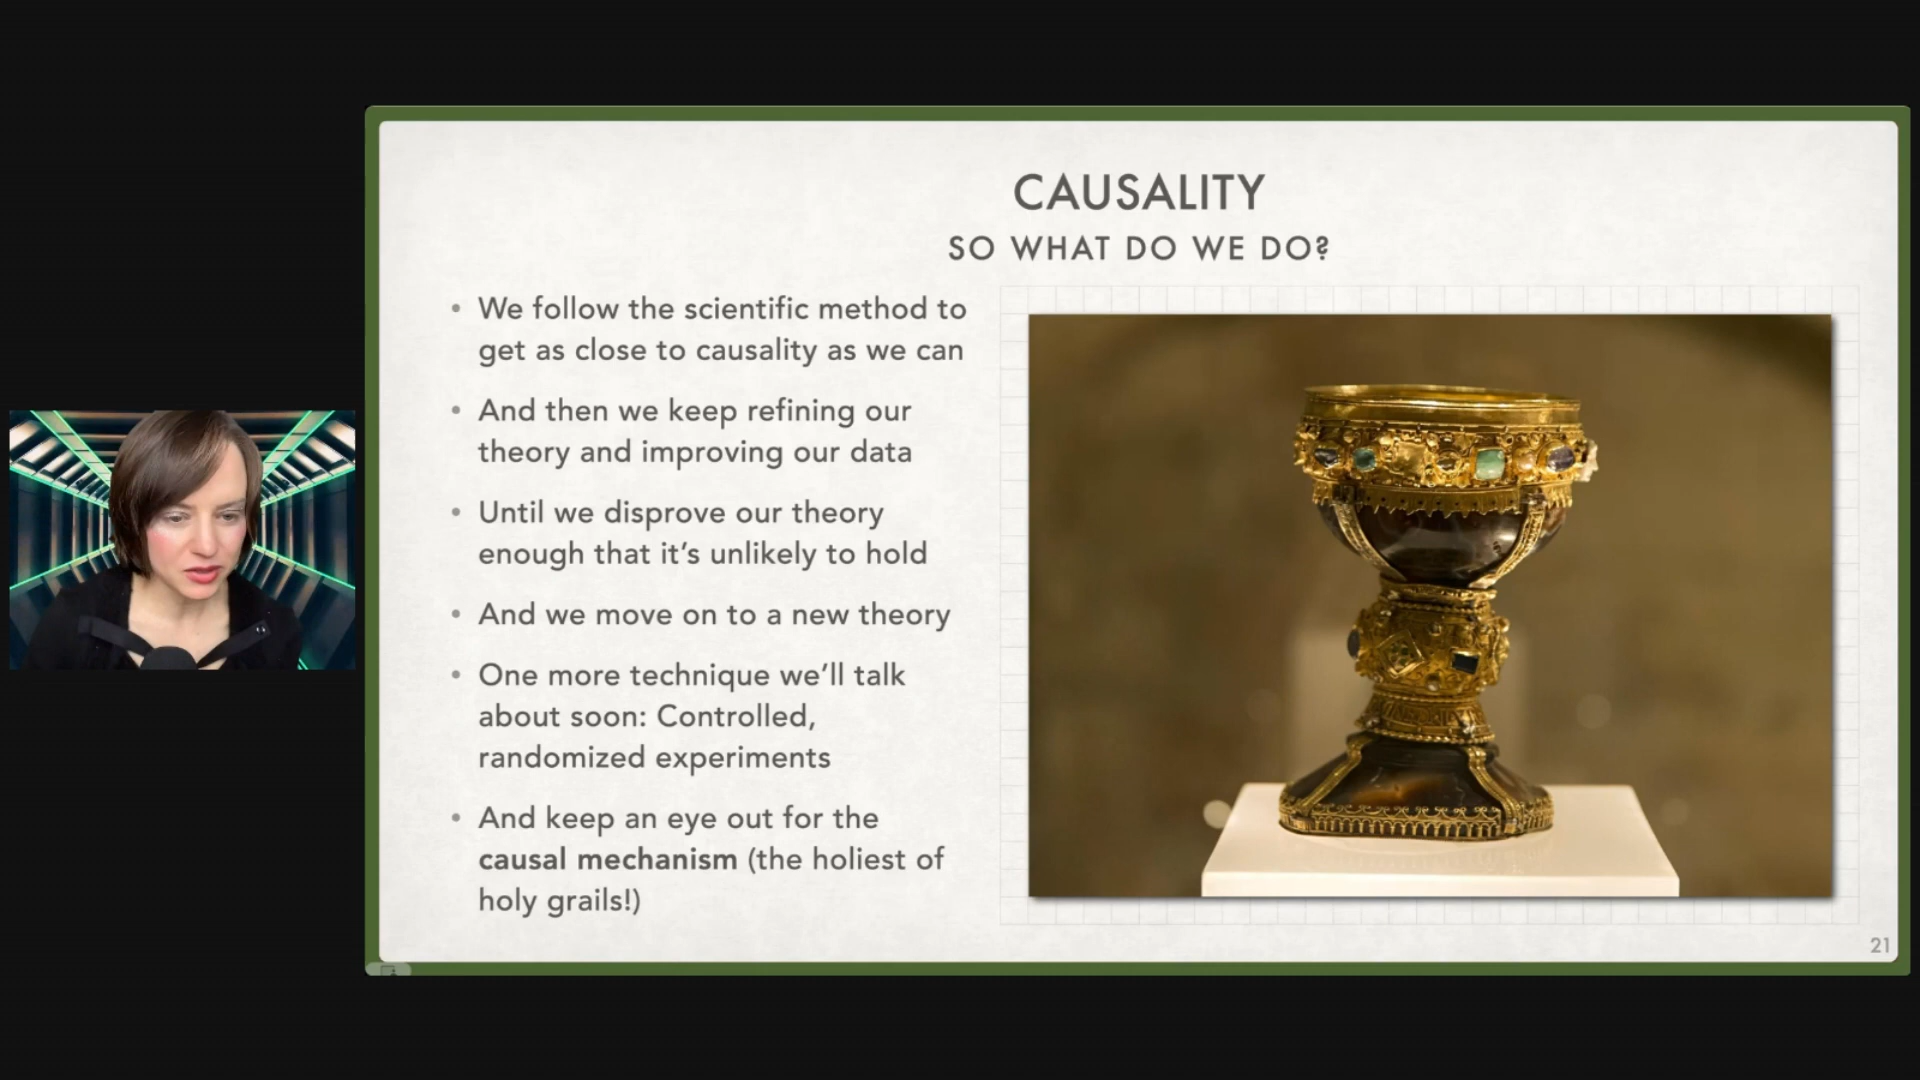 CAUSALITY
SO WHAT DO WE DO?
• We follow the scientific method to
get as close to causality as we can
• And then we keep refining our
theory and improving our data
• Until we disprove our theory
enough that it’s unlikely to hold
• And we move on to a new theory
• One more technique we’ll talk
about soon: Controlled,
randomized experiments
• And keep an eye out for the
causal mechanism (the holiest of
holy grails!)
21